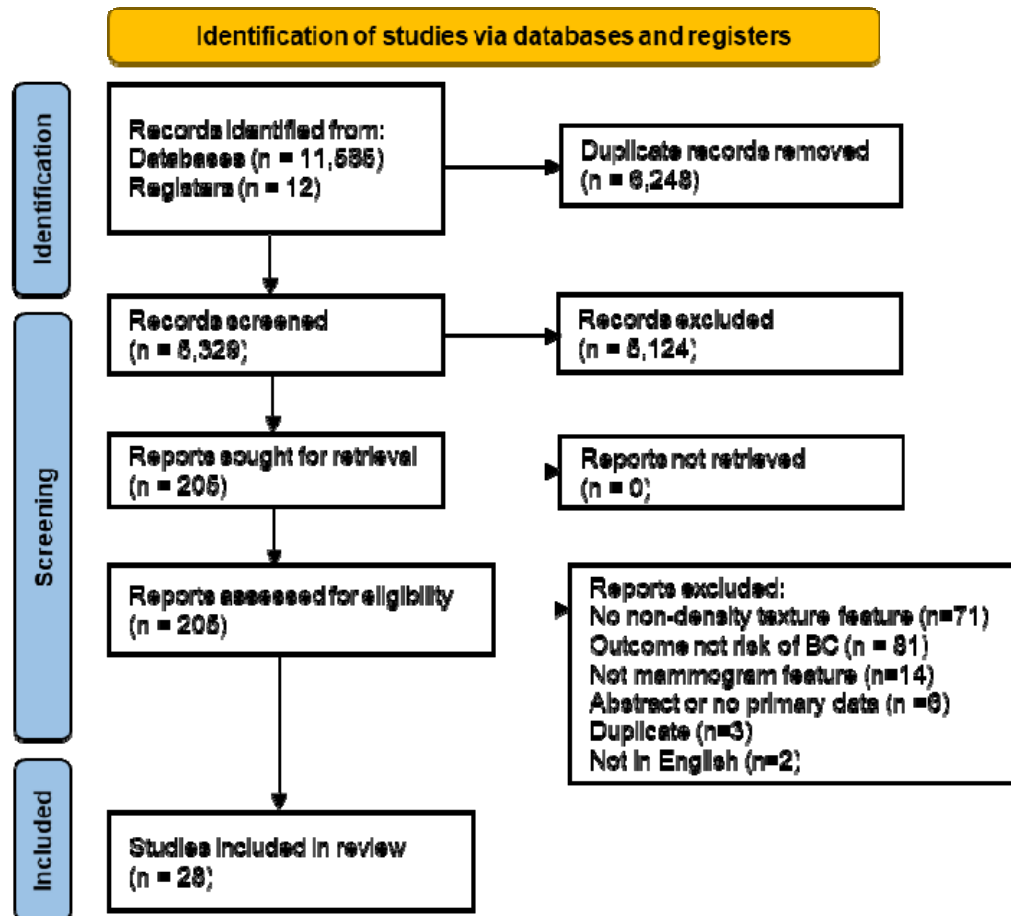 Identification of studies via databases and registers
Identification
Records identified from:
Databases (n = 11,565)
Registers (n = 12)
Duplicate records removed
(n = 6,248)
Screening
Records screened
(n = 5,329)
Records excluded
(n = 5,124)
Reports sought for retrieval
(n = 205)
Reports not retrieved
(n = 0)
Reports assessed for eligibility
(n = 205)
Reports excluded:
No non-density texture feature (n=71)
Outcome not risk of BC (n = 81)
Not mammogram feature (n=14)
Abstract or no primary data (n =6)
Duplicate (n=3)
Not in English (n=2)
Included
Studies included in review
(n = 28)